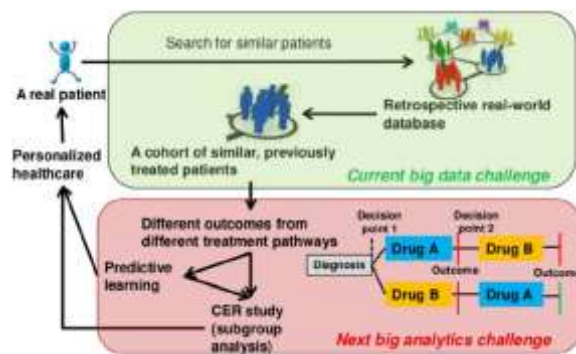 Search for similar patients
A real patient
Retrospective real-world
database
Personalized
healthcare
A cohort of similar, previously
treated patients
Current big data challenge
Different outcomes from
different treatment pathways
Decision
point 1
Decision
point 2
Drug A
Drug B
Diagnosis
Outcome
Outcome
Drug B
Drug A
Predictive
learning
CER study
(subgroup
analysis)
Next big analytics challenge